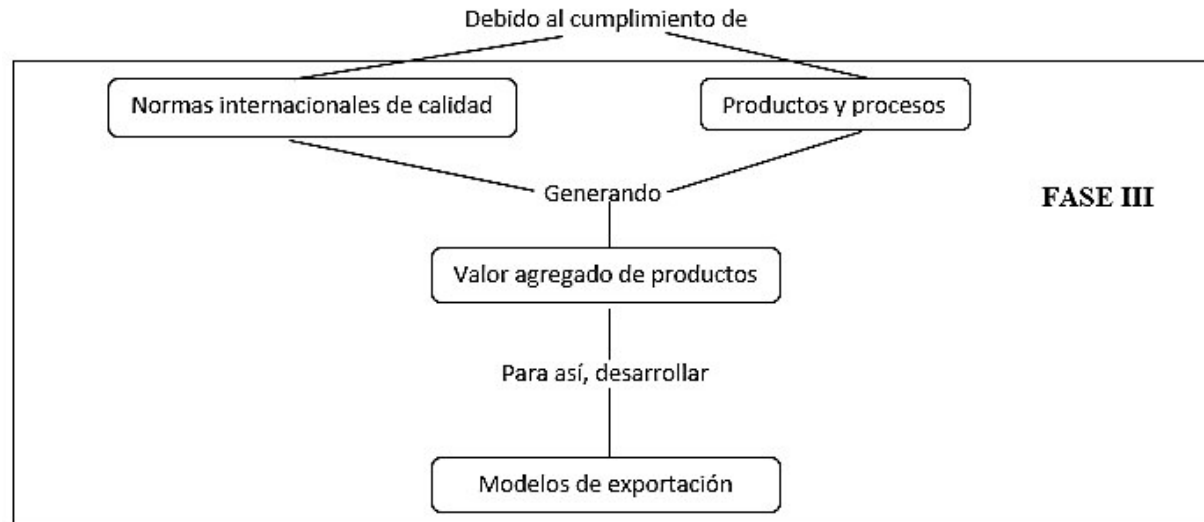 Debido al cumplimiento de
Normas internacionales de calidad
Productos y procesos
Generando
FASE III
Valor agregado de productos
Para así, desarrollar
Modelos de exportación